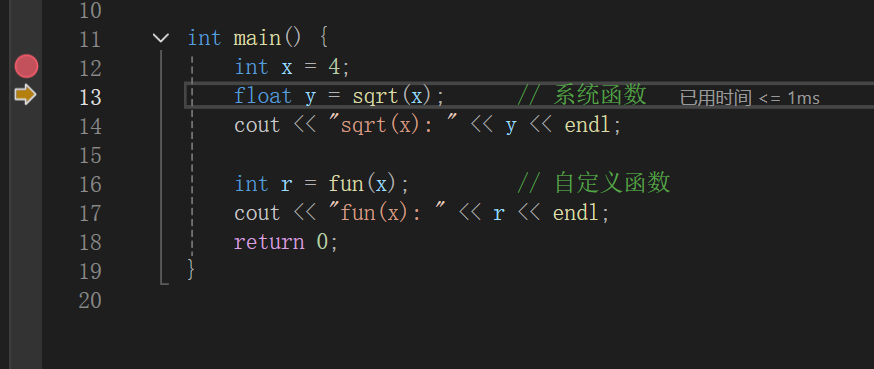 10
11 int main() {
12 int x = 4;
13 float y = sqrt(x); // 系统函数 已用时间 <= 1ms
14 cout << "sqrt(x): " << y << endl;
15
16 int r = fun(x); // 自定义函数
17 cout << "fun(x): " << r << endl;
18 return 0;
19 }
20